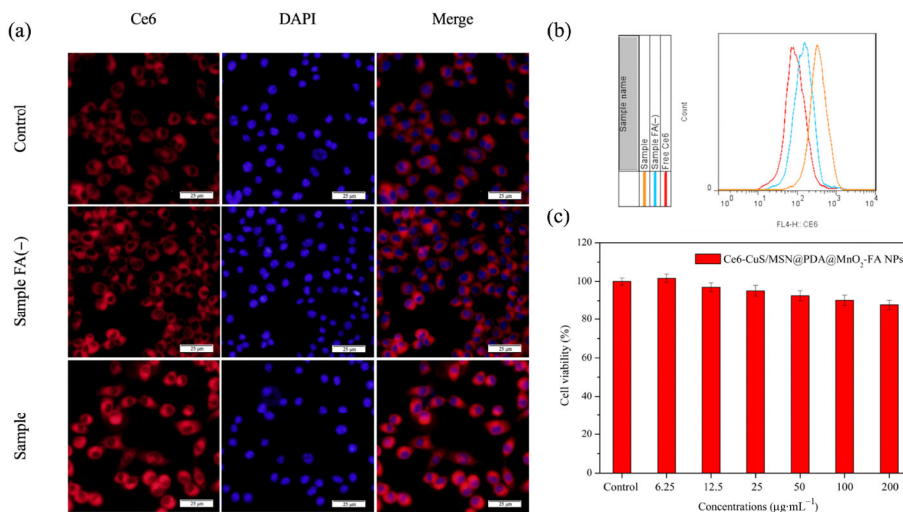 (a)
Ce6
DAPI
Merge
Control
25 μm
25 μm
25 μm
Sample FA(−)
25 μm
25 μm
25 μm
Sample
25 μm
25 μm
25 μm
(b)
Sample name
Sample
Sample FA(−)
Free Ce6
Count
0
10⁰ 10¹ 10² 10³ 10⁴
FL4-H:: CE6
(c)
Ce6-CuS/MSN@PDA@MnO₂-FA NPs
Cell viability (%)
120
100
80
60
40
20
0
Control 6.25 12.5 25 50 100 200
Concentrations (μg·mL⁻¹)